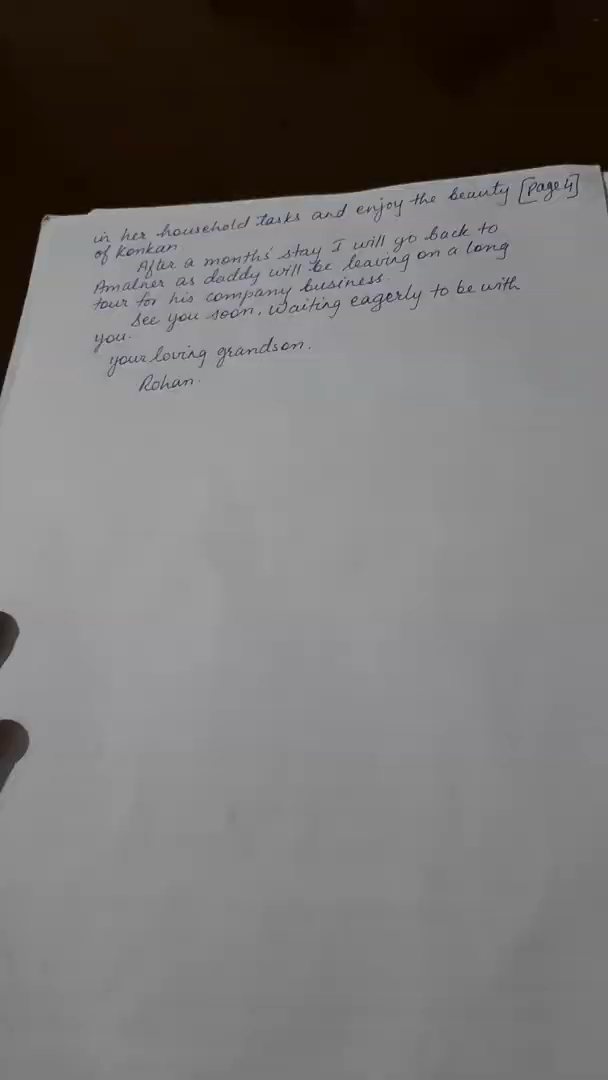 in her household tasks and enjoy the beauty [page 4]
of Konkan
After a months' stay I will go back to
Amalner as daddy will be leaving on a long
tour for his company business.
See you soon. Waiting eagerly to be with
you.
your loving grandson.
Rohan.